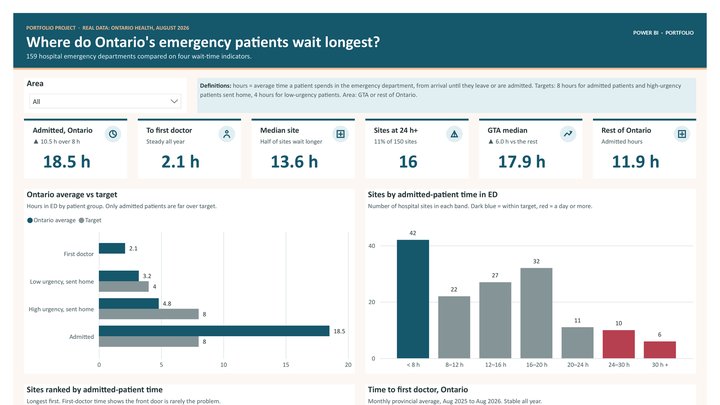 PORTFOLIO PROJECT · REAL DATA: ONTARIO HEALTH, AUGUST 2026
Where do Ontario's emergency patients wait longest?
159 hospital emergency departments compared on four wait-time indicators.
POWER BI · PORTFOLIO
Area
All
Definitions: hours = average time a patient spends in the emergency department, from arrival until they leave or are admitted. Targets: 8 hours for admitted patients and high-urgency
patients sent home, 4 hours for low-urgency patients. Area: GTA or rest of Ontario.
Admitted, Ontario
▲ 10.5 h over 8 h
18.5 h
To first doctor
Steady all year
2.1 h
Median site
Half of sites wait longer
13.6 h
Sites at 24 h+
11% of 150 sites
16
GTA median
▲ 6.0 h vs the rest
17.9 h
Rest of Ontario
Admitted hours
11.9 h
Ontario average vs target
Hours in ED by patient group. Only admitted patients are far over target.
Ontario average Target
First doctor
2.1
Low urgency, sent home
3.2
4
High urgency, sent home
4.8
8
Admitted
18.5
8
0 5 10 15 20
Sites by admitted-patient time in ED
Number of hospital sites in each band. Dark blue = within target, red = a day or more.
40
20
0
42
22
27
32
11
10
6
< 8 h 8–12 h 12–16 h 16–20 h 20–24 h 24–30 h 30 h +
Sites ranked by admitted-patient time
Longest first. First-doctor time shows the front door is rarely the problem.
Time to first doctor, Ontario
Monthly provincial average, Aug 2025 to Aug 2026. Stable all year.